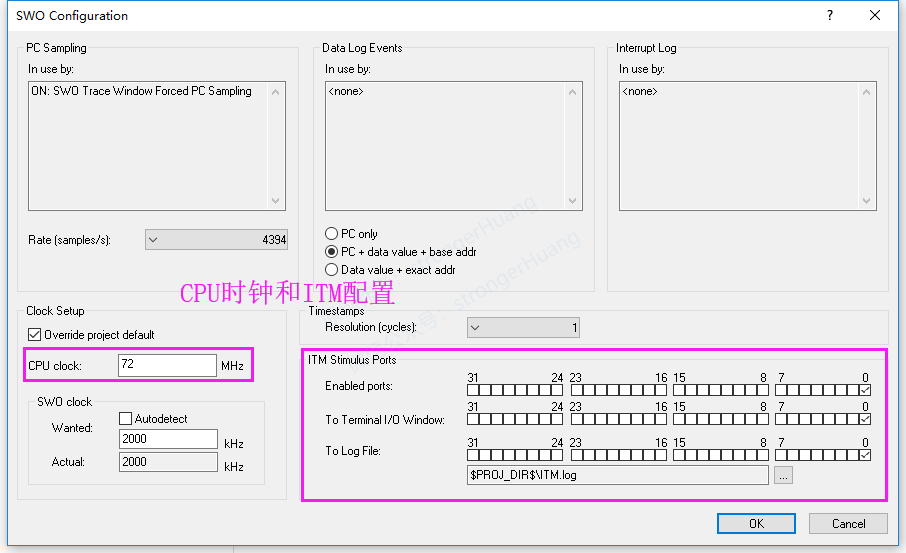 SWO Configuration
PC Sampling
In use by:
ON: SWO Trace Window Forced PC Sampling
Rate (samples/s):
4394
Data Log Events
In use by:
<none>
PC only
PC + data value + base addr
Data value + exact addr
Interrupt Log
In use by:
<none>
CPU时钟和ITM配置
Clock Setup
Override project default
CPU clock:
72
MHz
SWO clock
Autodetect
Wanted:
2000
kHz
Actual:
2000
kHz
Timestamps
Resolution (cycles):
1
ITM Stimulus Ports
31 24 23 16 15 8 7 0
Enabled ports:
31 24 23 16 15 8 7 0
To Terminal I/O Window:
31 24 23 16 15 8 7 0
To Log File:
$PROJ_DIR$\ITM.log
...
OK
Cancel
strongerHuang
strongerHuang